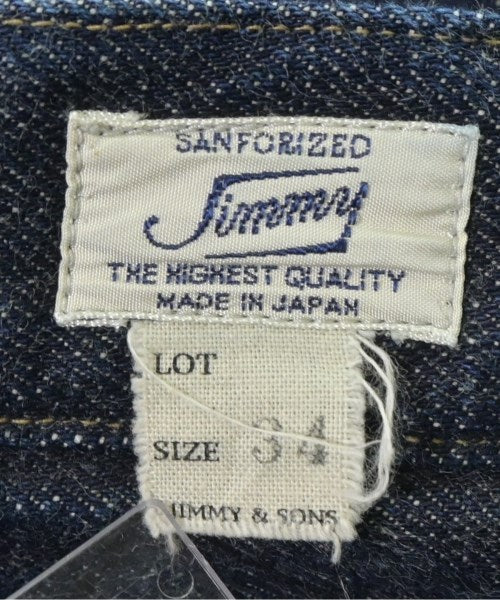 SANFORIZED
Jimmy
THE HIGHEST QUALITY
MADE IN JAPAN
LOT
SIZE 34
JIMMY & SONS